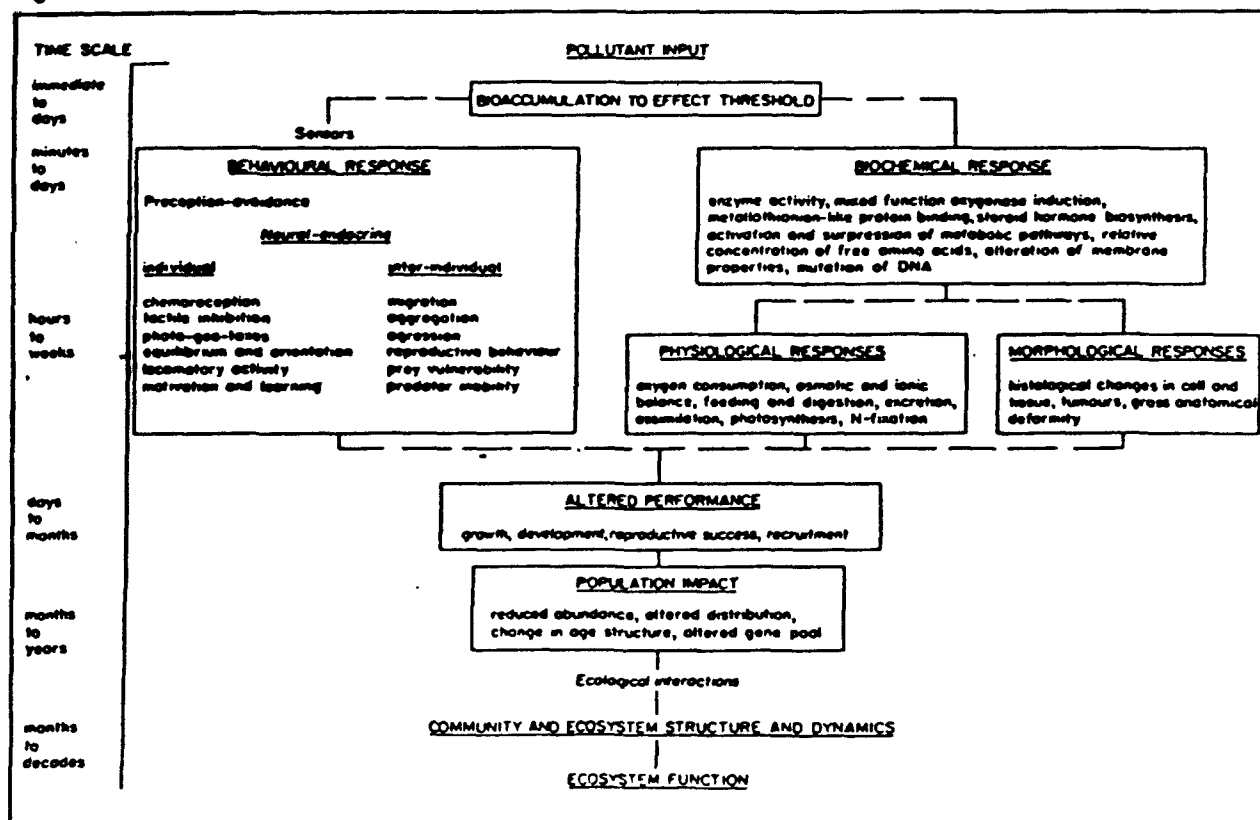 TIME SCALE
POLLUTANT INPUT
immediate
to
days
BIOACCUMULATION TO EFFECT THRESHOLD
Sensors
minutes
to
days
BEHAVIOURAL RESPONSE
Preception-avoidance
Neural-endocring
individual
chemoreception
tactile inhibition
photo-geo-taxes
equilibrium and orientation
locomotory activity
motivation and learning
inter-individual
migration
aggregation
agression
reproductive behaviour
prey vulnerability
predator mobility
BIOCHEMICAL RESPONSE
enzyme activity, mixed function oxygenase induction,
metallothionian-like protein binding, steroid hormone biosynthesis,
activation and surpression of metabolic pathways, relative
concentration of free amino acids, alteration of membrane
properties, mutation of DNA
hours
to
weeks
PHYSIOLOGICAL RESPONSES
oxygen consumption, osmotic and ionic
balance, feeding and digestion, excretion,
assimilation, photosynthesis, N-fixation
MORPHOLOGICAL RESPONSES
histological changes in cell and
tissue, tumours, gross anatomical
deformity
days
to
months
ALTERED PERFORMANCE
growth, development, reproductive success, recruitment
months
to
years
POPULATION IMPACT
reduced abundance, altered distribution,
change in age structure, altered gene pool
Ecological interactions
months
to
decades
COMMUNITY AND ECOSYSTEM STRUCTURE AND DYNAMICS
ECOSYSTEM FUNCTION